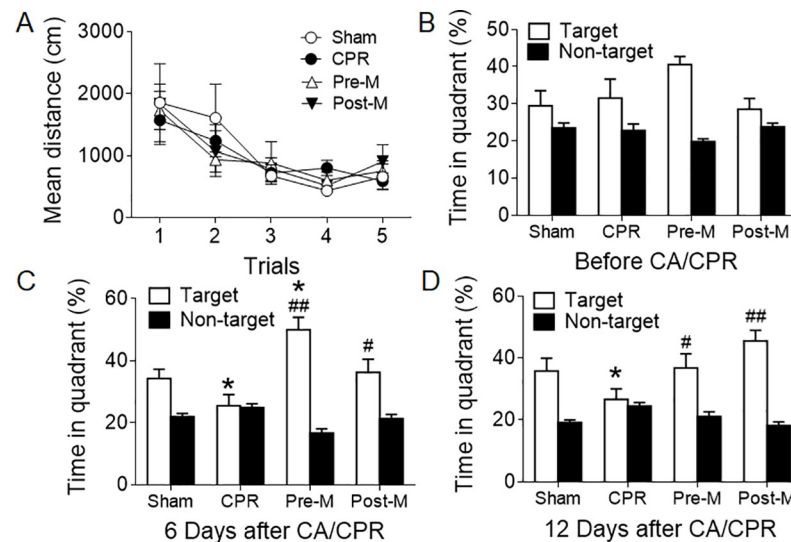 A
Mean distance (cm)
3000
2000
1000
0
Sham
CPR
Pre-M
Post-M
1 2 3 4 5
Trials
B
Time in quadrant (%)
50
40
30
20
10
0
Target
Non-target
Sham CPR Pre-M Post-M
Before CA/CPR
C
Time in quadrant (%)
60
40
20
0
Target
Non-target
*
*
##
#
Sham CPR Pre-M Post-M
6 Days after CA/CPR
D
Time in quadrant (%)
60
40
20
0
Target
Non-target
*
#
##
Sham CPR Pre-M Post-M
12 Days after CA/CPR